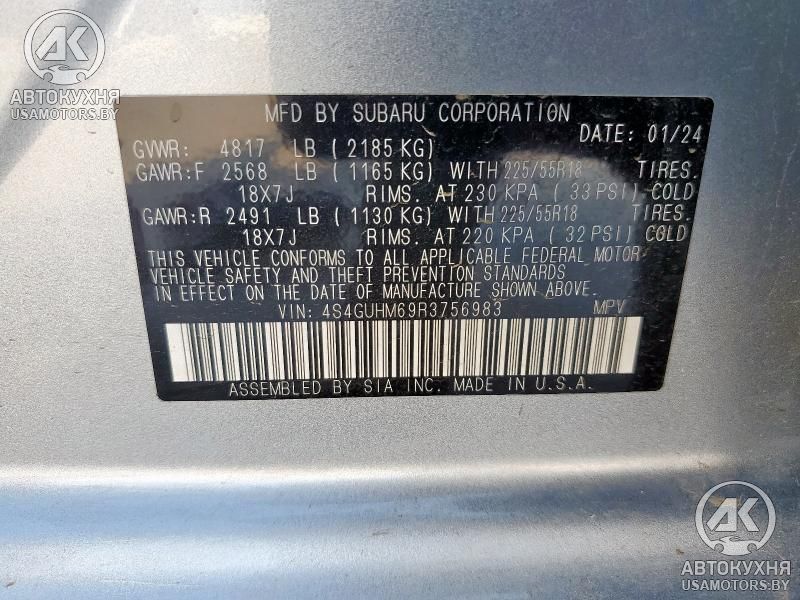 AK
АВТОКУХНЯ
USAMOTORS.BY
MFD BY SUBARU CORPORATION
DATE: 01/24
GVWR: 4817 LB ( 2185 KG)
GAWR:F 2568 LB ( 1165 KG) WITH 225/55R18 TIRES.
18X7J RIMS. AT 230 KPA ( 33 PSI) COLD
GAWR:R 2491 LB ( 1130 KG) WITH 225/55R18 TIRES.
18X7J RIMS. AT 220 KPA ( 32 PSI) COLD
THIS VEHICLE CONFORMS TO ALL APPLICABLE FEDERAL MOTOR
VEHICLE SAFETY AND THEFT PREVENTION STANDARDS
IN EFFECT ON THE DATE OF MANUFACTURE SHOWN ABOVE.
VIN: 4S4GUHM69R3756983 MPV
ASSEMBLED BY SIA INC. MADE IN U.S.A.
AK
АВТОКУХНЯ
USAMOTORS.BY